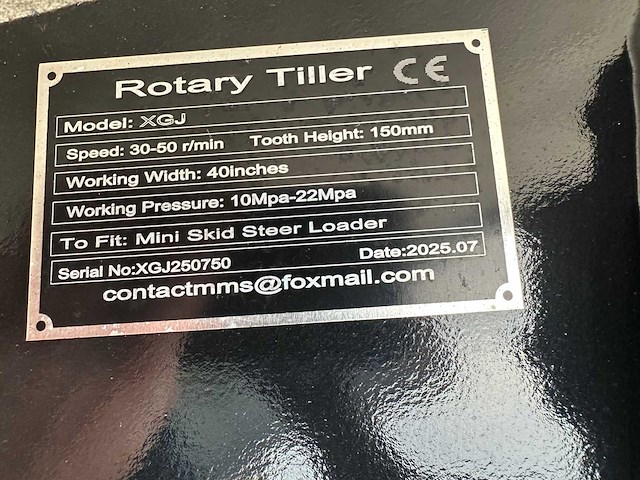 Rotary Tiller CE
Model: XGJ
Speed: 30-50 r/min Tooth Height: 150mm
Working Width: 40inches
Working Pressure: 10Mpa-22Mpa
To Fit: Mini Skid Steer Loader
Serial No:XGJ250750 Date:2025.07
contactmms@foxmail.com